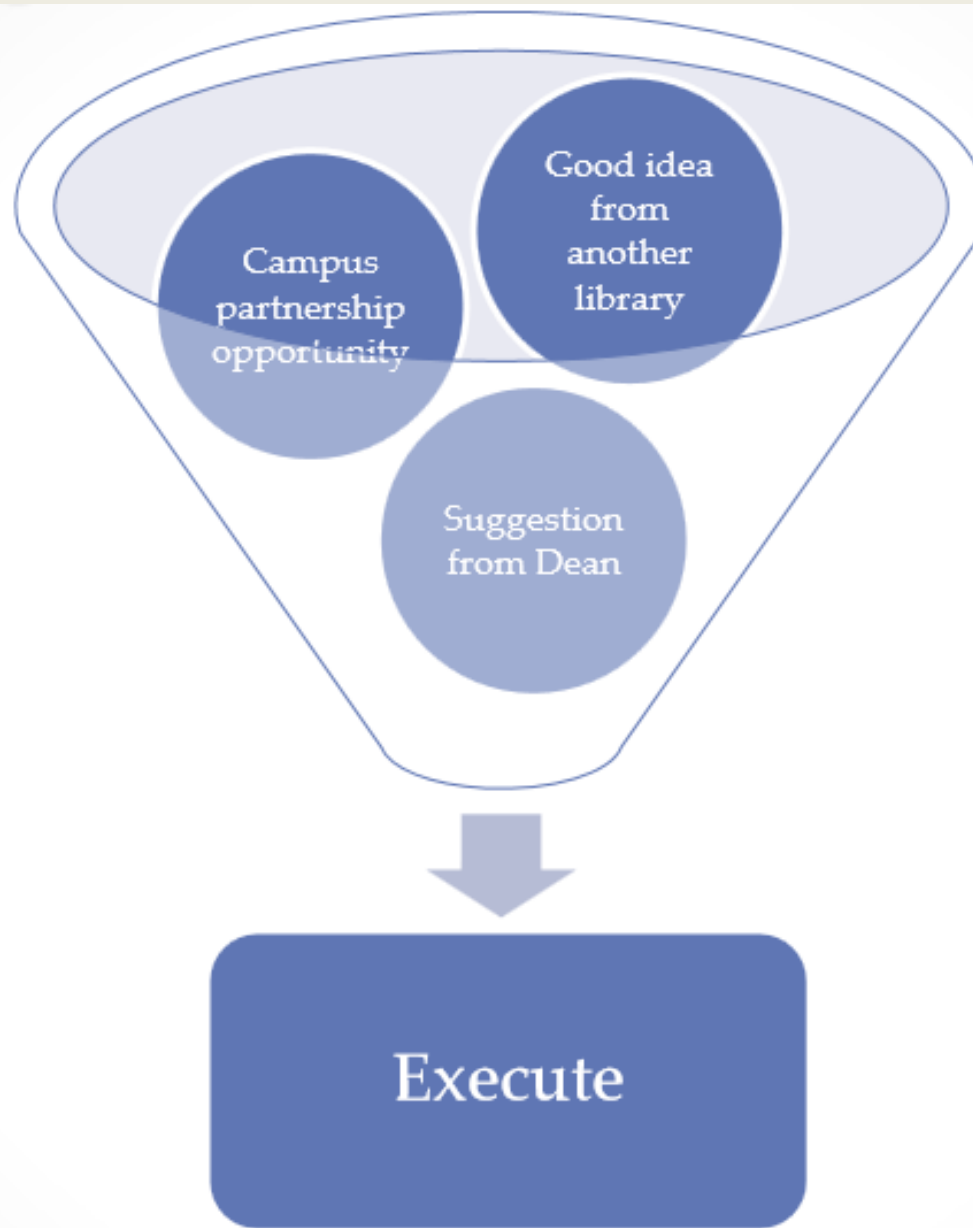 Good idea
from
another
library
Campus
partnership
opportunity
Suggestion
from Dean
Execute